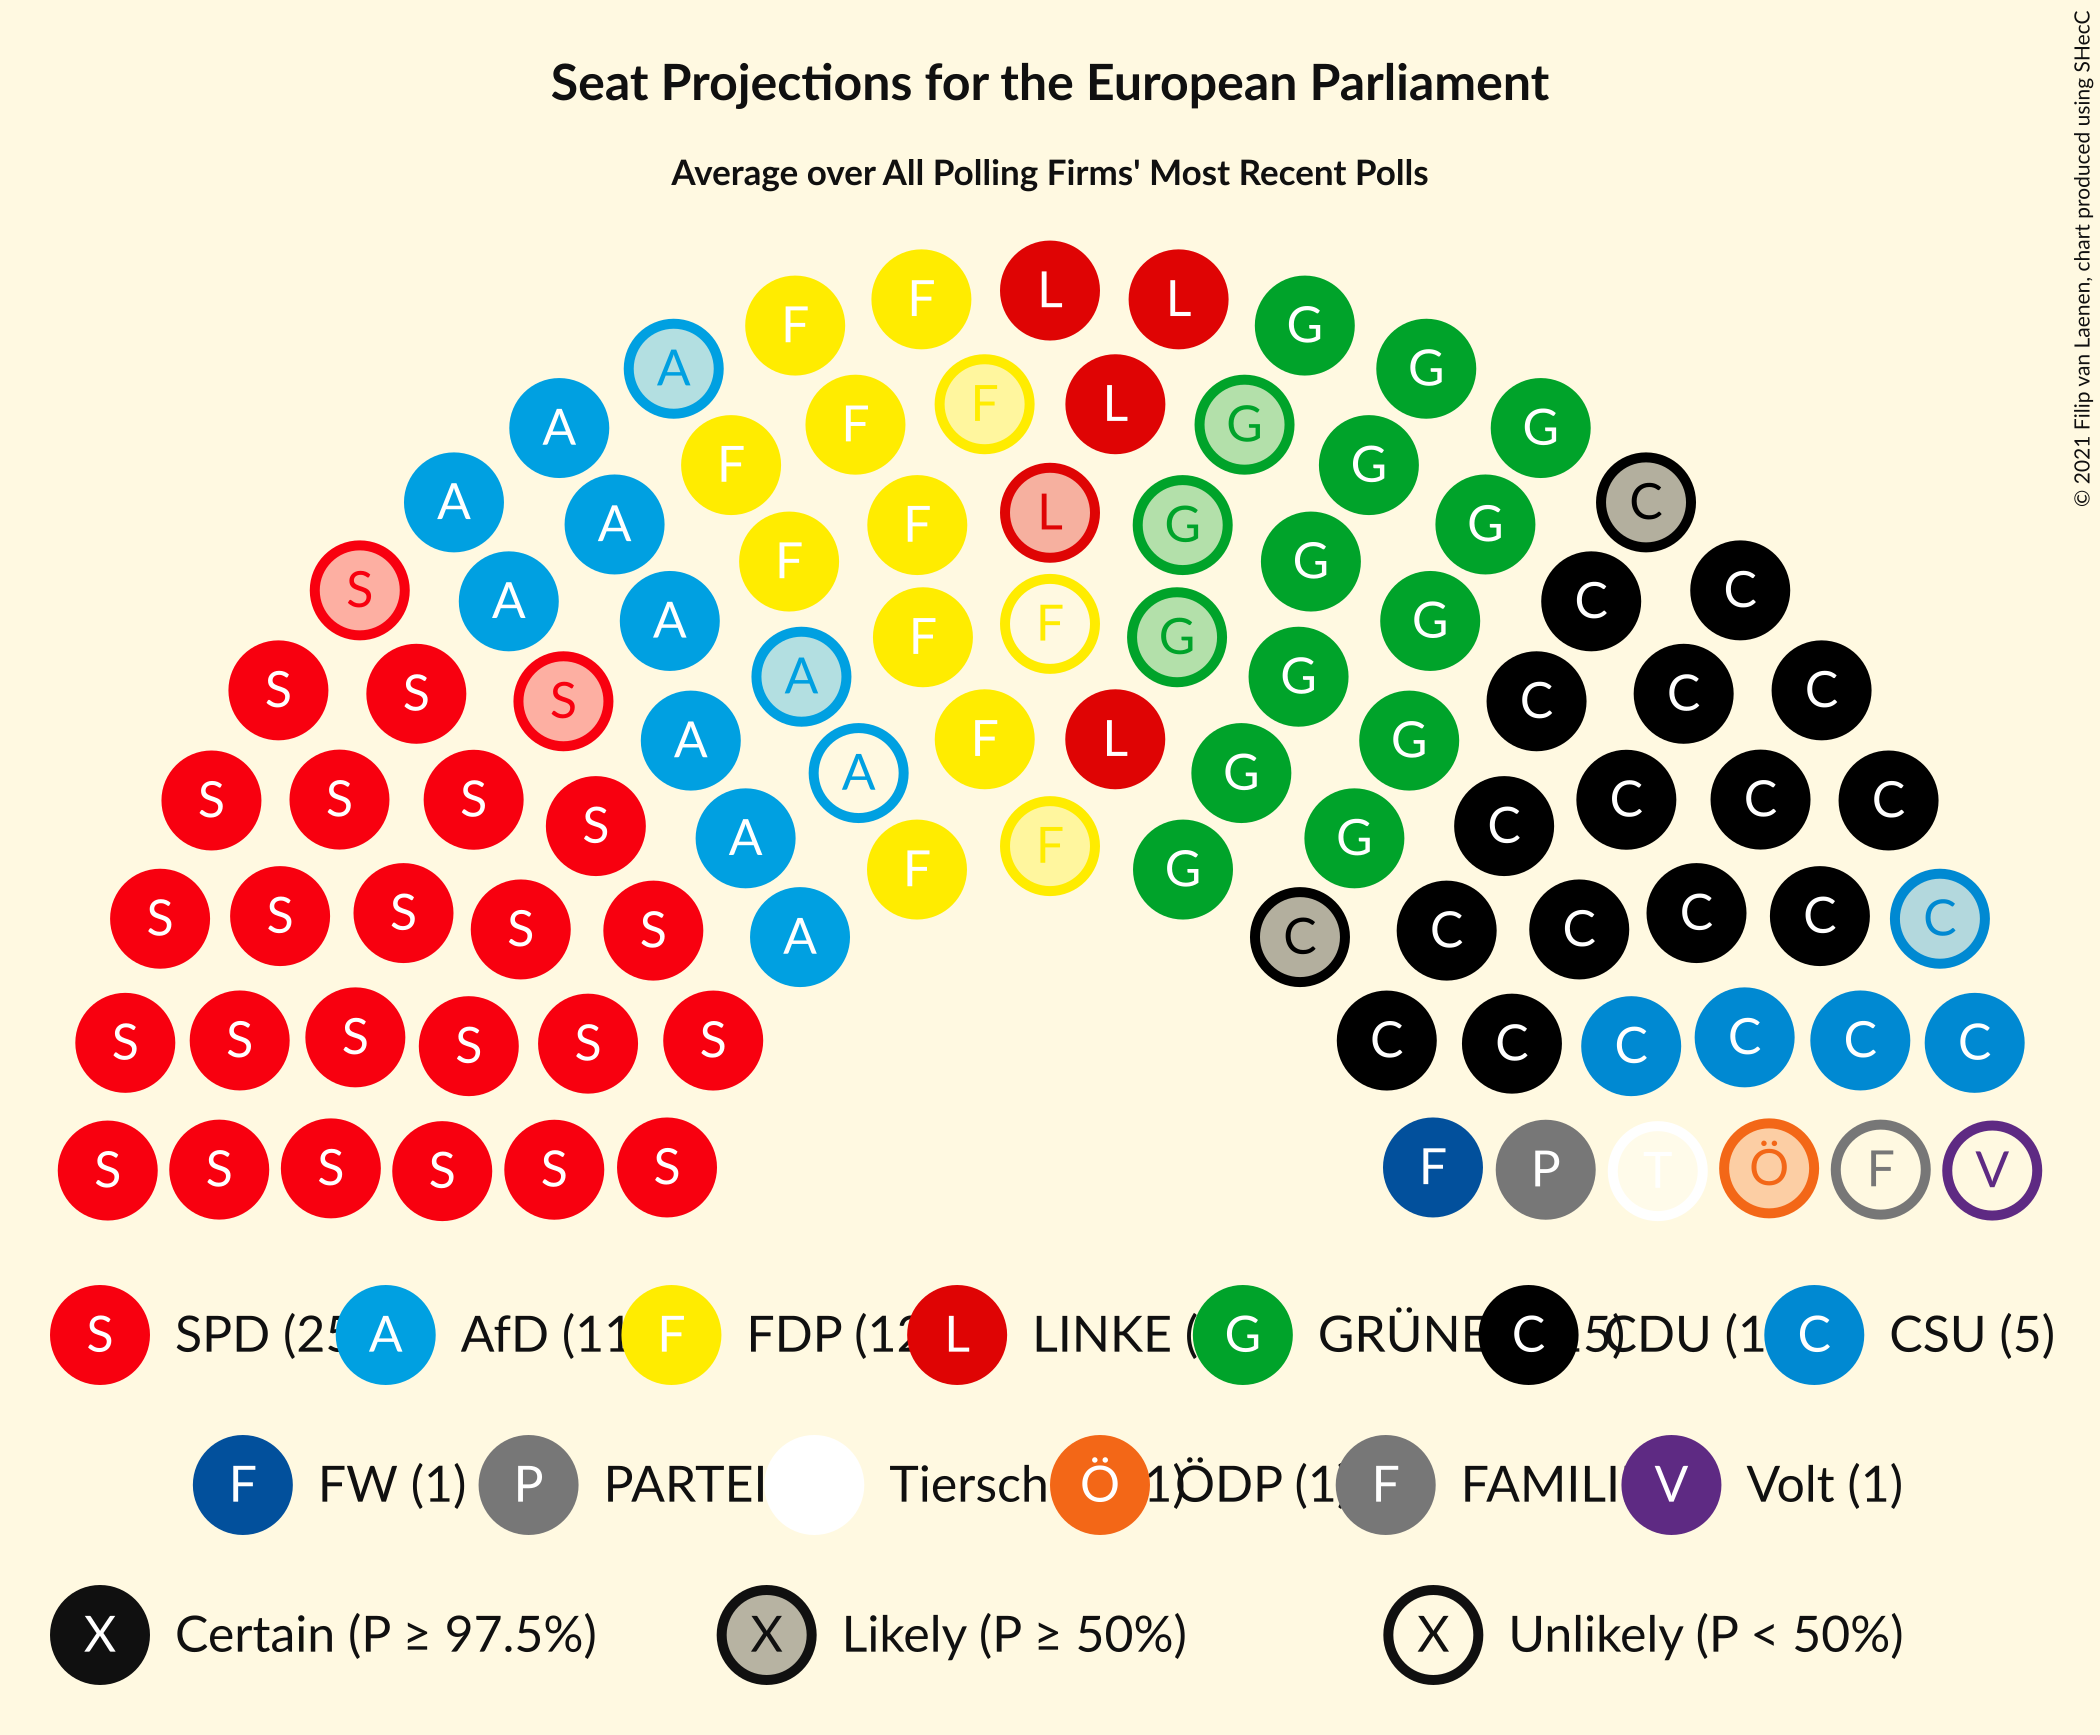 Seat Projections for the European Parliament
Average over All Polling Firms' Most Recent Polls
© 2021 Filip van Laenen, chart produced using SHecC
L
F L
F G
A F F L G G
A F G G
A F F L G G
S A A F G G G C
A F G C
S A A F F G G C C
S S S A A G G C C C
A F L G
S S S S A A G G C C C C
S S S S S A F F G C C C C C C
S S S S S S C C C C C C
S S S S S S F P T Ö F V
S SPD (25 A AfD (11 F FDP (12 L LINKE ( G GRÜNE C 5) CDU (1 C CSU (5)
F FW (1) P PARTEI Tiersch Ö 1) ÖDP (1 F FAMILI V Volt (1)
X Certain (P ≥ 97.5%) X Likely (P ≥ 50%) X Unlikely (P < 50%)